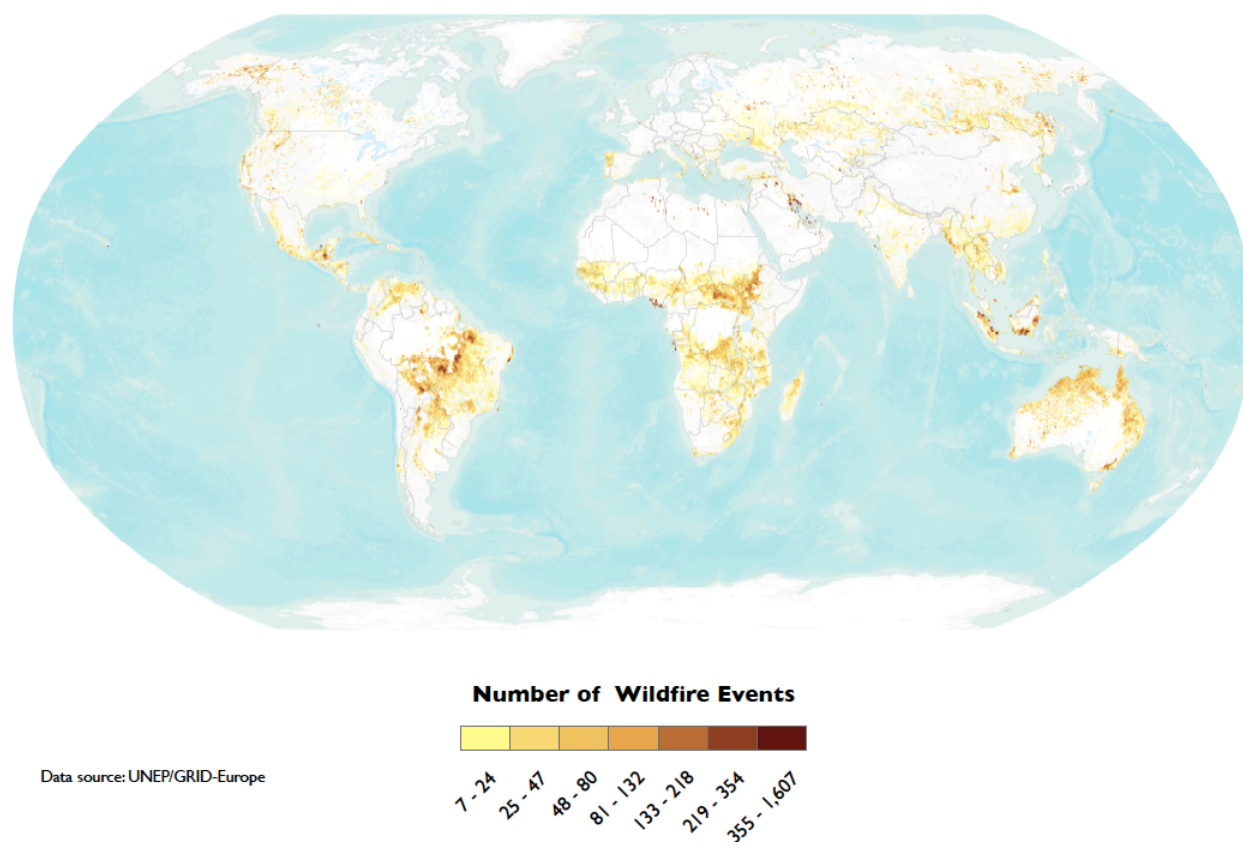 Number of Wildfire Events
Data source: UNEP/GRID-Europe
7 - 24
25 - 47
48 - 80
81 - 132
133 - 218
219 - 354
355 - 1,607